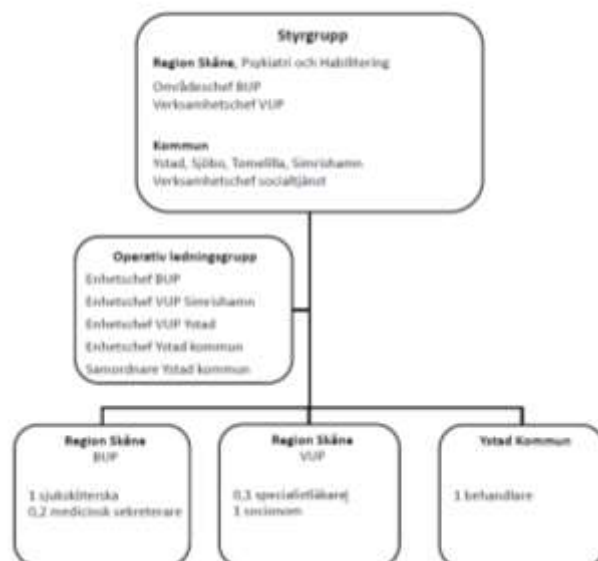 Styrgrupp
Region Skåne, Psykiatri och Habilitering
Områdeschef BUP
Verksamhetschef VUP
Kommun
Ystad, Sjöbo, Tomelilla, Simrishamn
Verksamhetschef socialtjänst
Operativ ledningsgrupp
Enhetschef BUP
Enhetschef VUP Simrishamn
Enhetschef VUP Ystad
Enhetschef Ystad kommun
Samordnare Ystad kommun
Region Skåne
BUP
1 sjuksköterska
0,2 medicinsk sekreterare
Region Skåne
VUP
specialistläkare
1 socionom
Ystad Kommun
1 behandlare